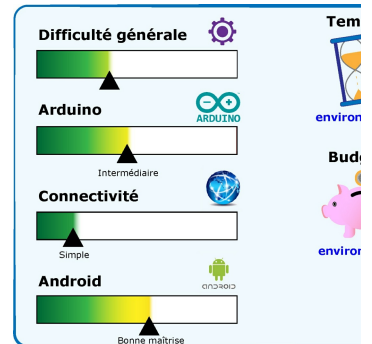 Difficulté générale
Arduino
ARDUINO
Intermédiaire
Connectivité
Simple
Android
ANDROID
Bonne maîtrise
Tem
environ
Budg
environ